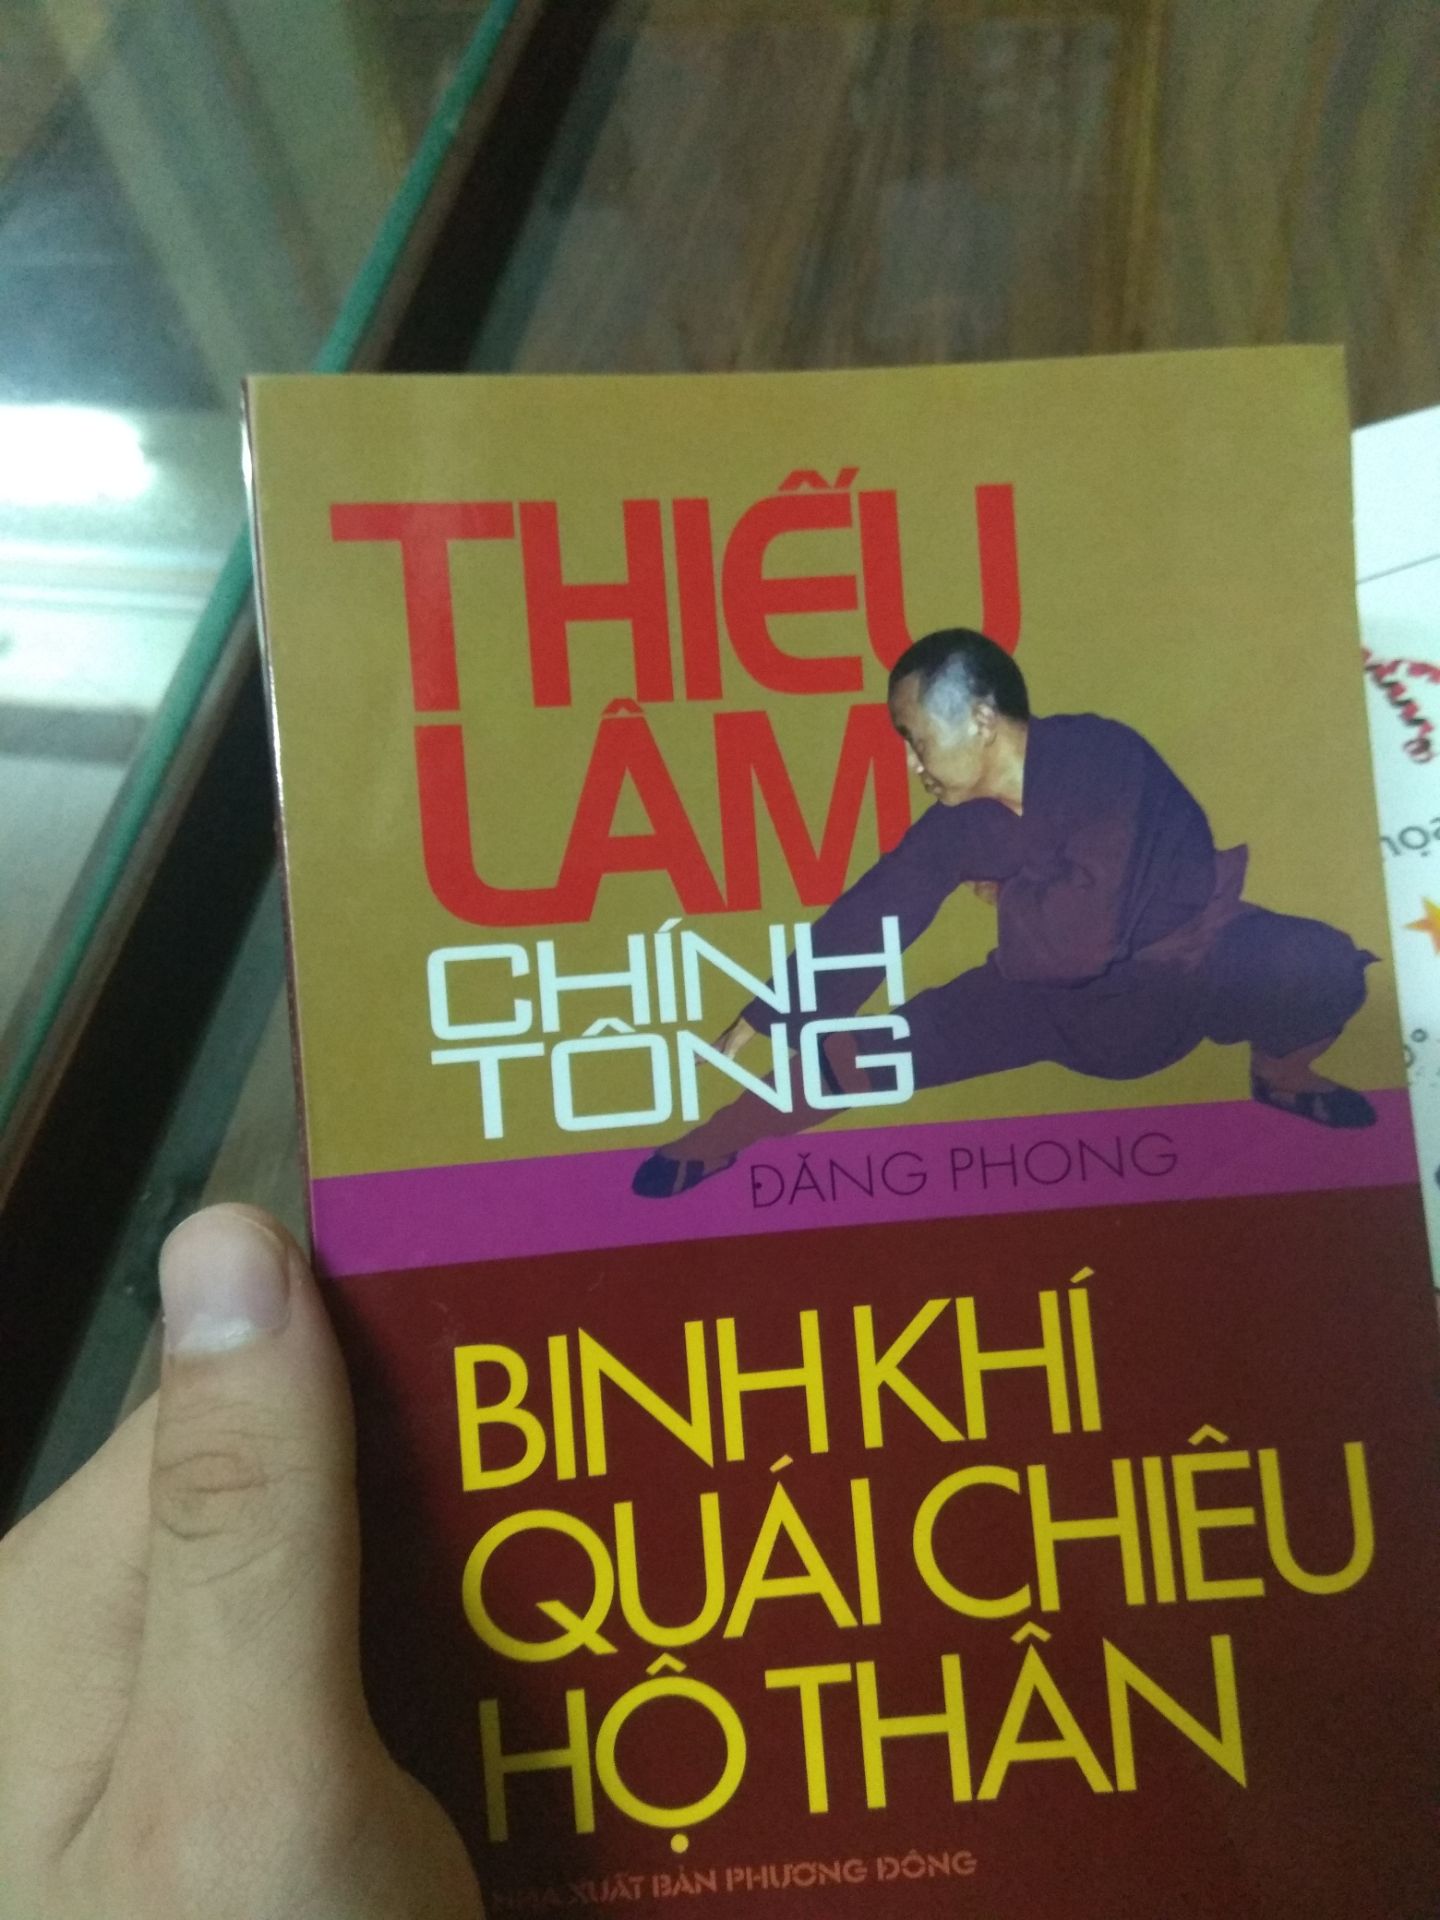 THIẾU
LÂM
CHÍNH
TÔNG
ĐĂNG PHONG
BINH KHÍ
QUÁI CHIÊU
HỘ THÂN
NHÀ XUẤT BẢN PHƯƠNG ĐÔNG